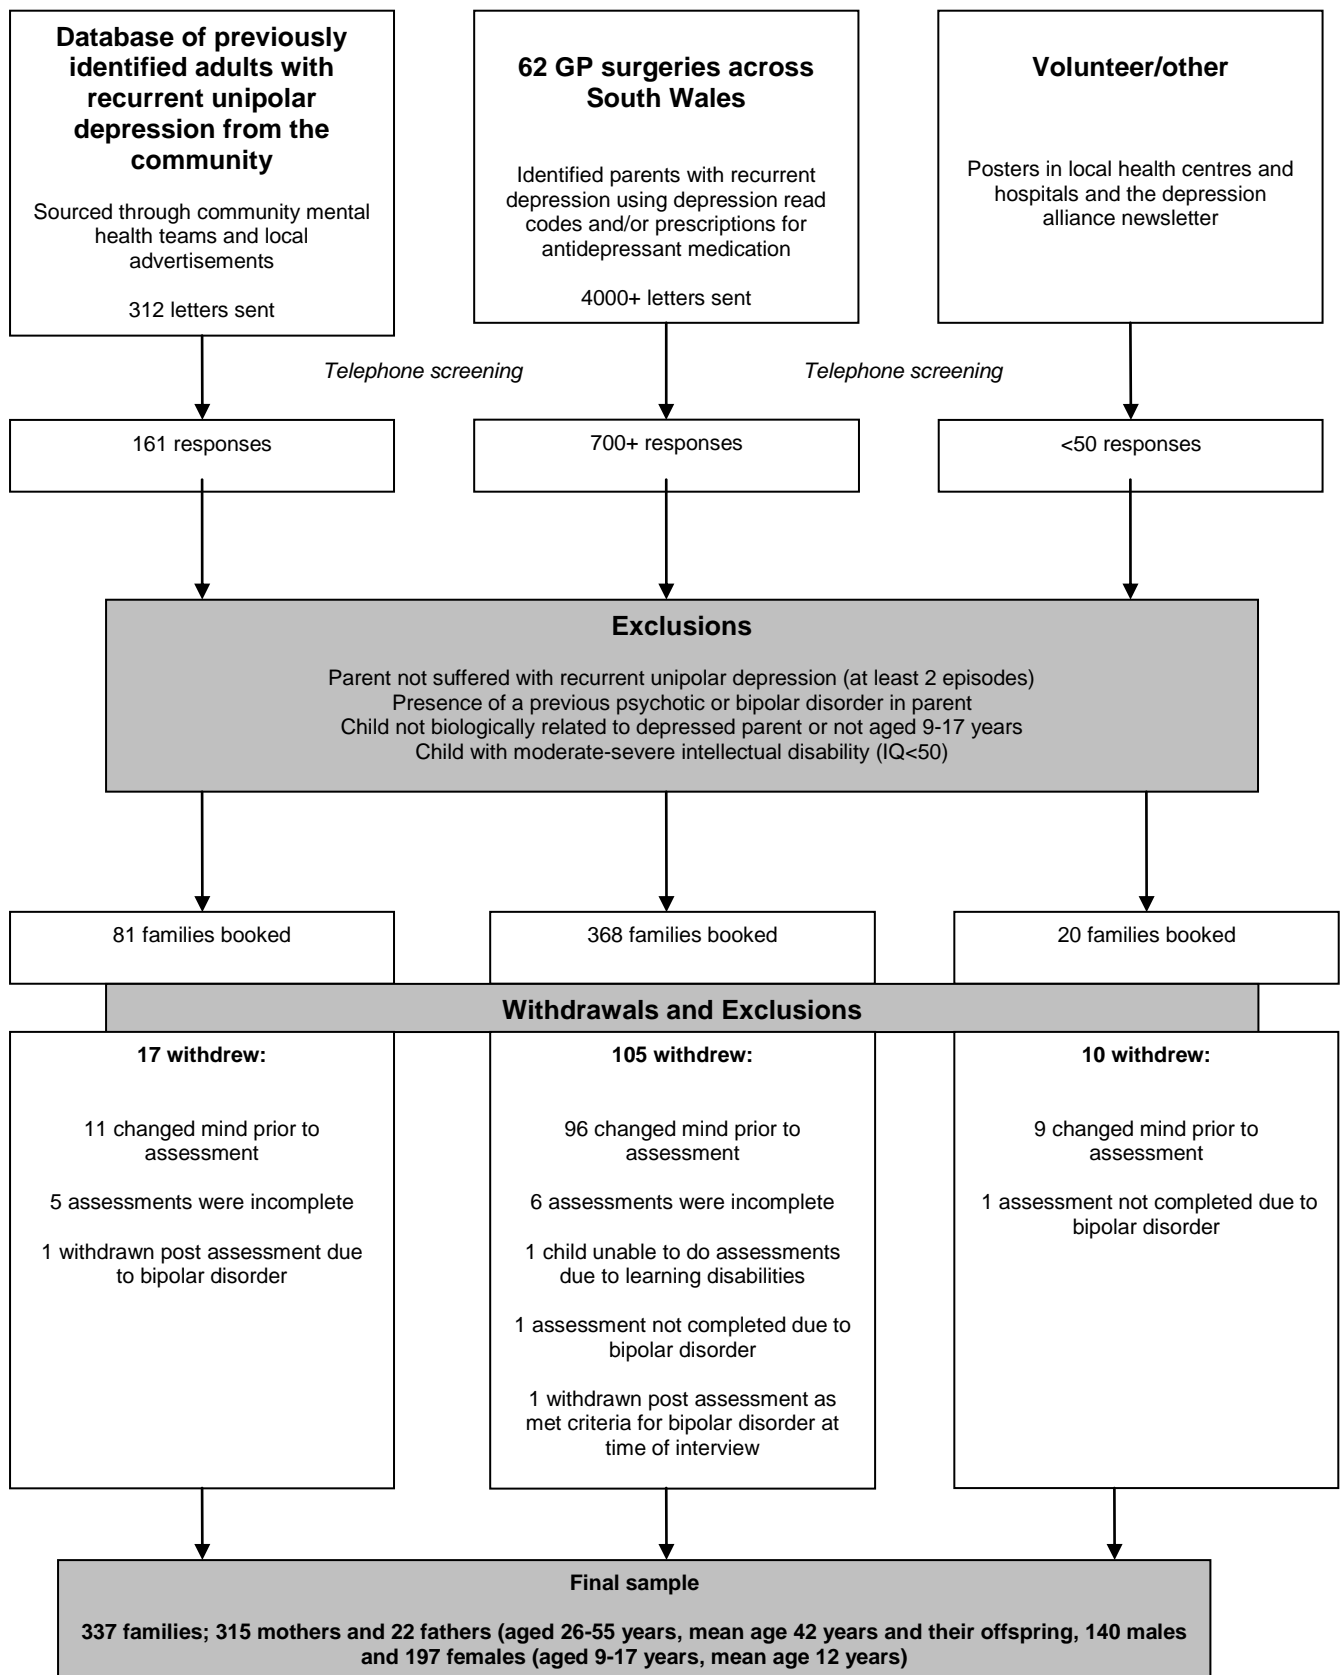 Database of previously
identified adults with
recurrent unipolar
depression from the
community
Sourced through community mental
health teams and local
advertisements
312 letters sent
62 GP surgeries across
South Wales
Identified parents with recurrent
depression using depression read
codes and/or prescriptions for
antidepressant medication
4000+ letters sent
Volunteer/other
Posters in local health centres and
hospitals and the depression
alliance newsletter
Telephone screening
Telephone screening
161 responses
700+ responses
<50 responses
Exclusions
Parent not suffered with recurrent unipolar depression (at least 2 episodes)
Presence of a previous psychotic or bipolar disorder in parent
Child not biologically related to depressed parent or not aged 9-17 years
Child with moderate-severe intellectual disability (IQ<50)
81 families booked
368 families booked
20 families booked
Withdrawals and Exclusions
17 withdrew:
11 changed mind prior to
assessment
5 assessments were incomplete
1 withdrawn post assessment due
to bipolar disorder
105 withdrew:
96 changed mind prior to
assessment
6 assessments were incomplete
1 child unable to do assessments
due to learning disabilities
1 assessment not completed due to
bipolar disorder
1 withdrawn post assessment as
met criteria for bipolar disorder at
time of interview
10 withdrew:
9 changed mind prior to
assessment
1 assessment not completed due to
bipolar disorder
Final sample
337 families; 315 mothers and 22 fathers (aged 26-55 years, mean age 42 years and their offspring, 140 males
and 197 females (aged 9-17 years, mean age 12 years)